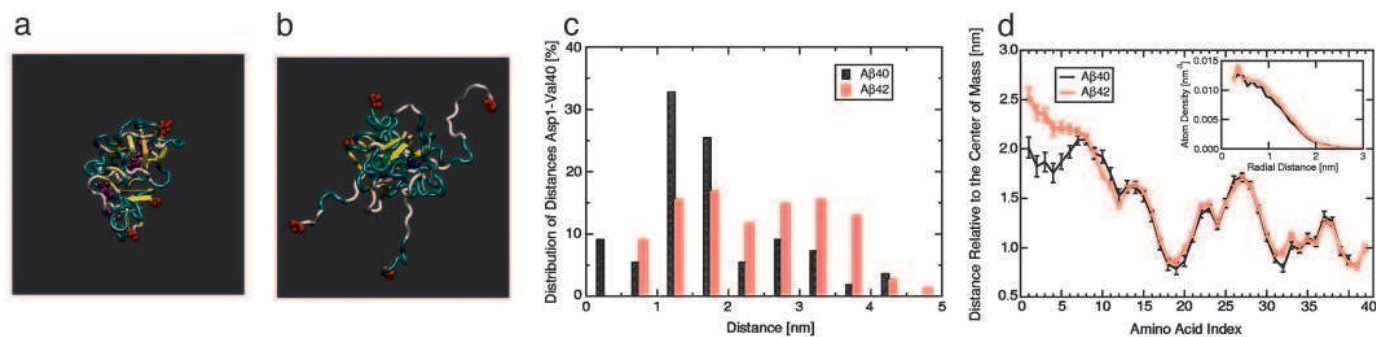 a
b
c
d
Distribution of Distances Asp1-Val40 [%]
40
30
20
10
0
Aβ40
Aβ42
0
1
2
3
4
5
Distance [nm]
Distance Relative to the Center of Mass [nm]
3.0
2.5
2.0
1.5
1.0
0.5
Aβ40
Aβ42
Atom Density [nm-3]
0.015
0.010
0.005
0.000
0
1
2
3
Radial Distance [nm]
0
5
10
15
20
25
30
35
40
Amino Acid Index